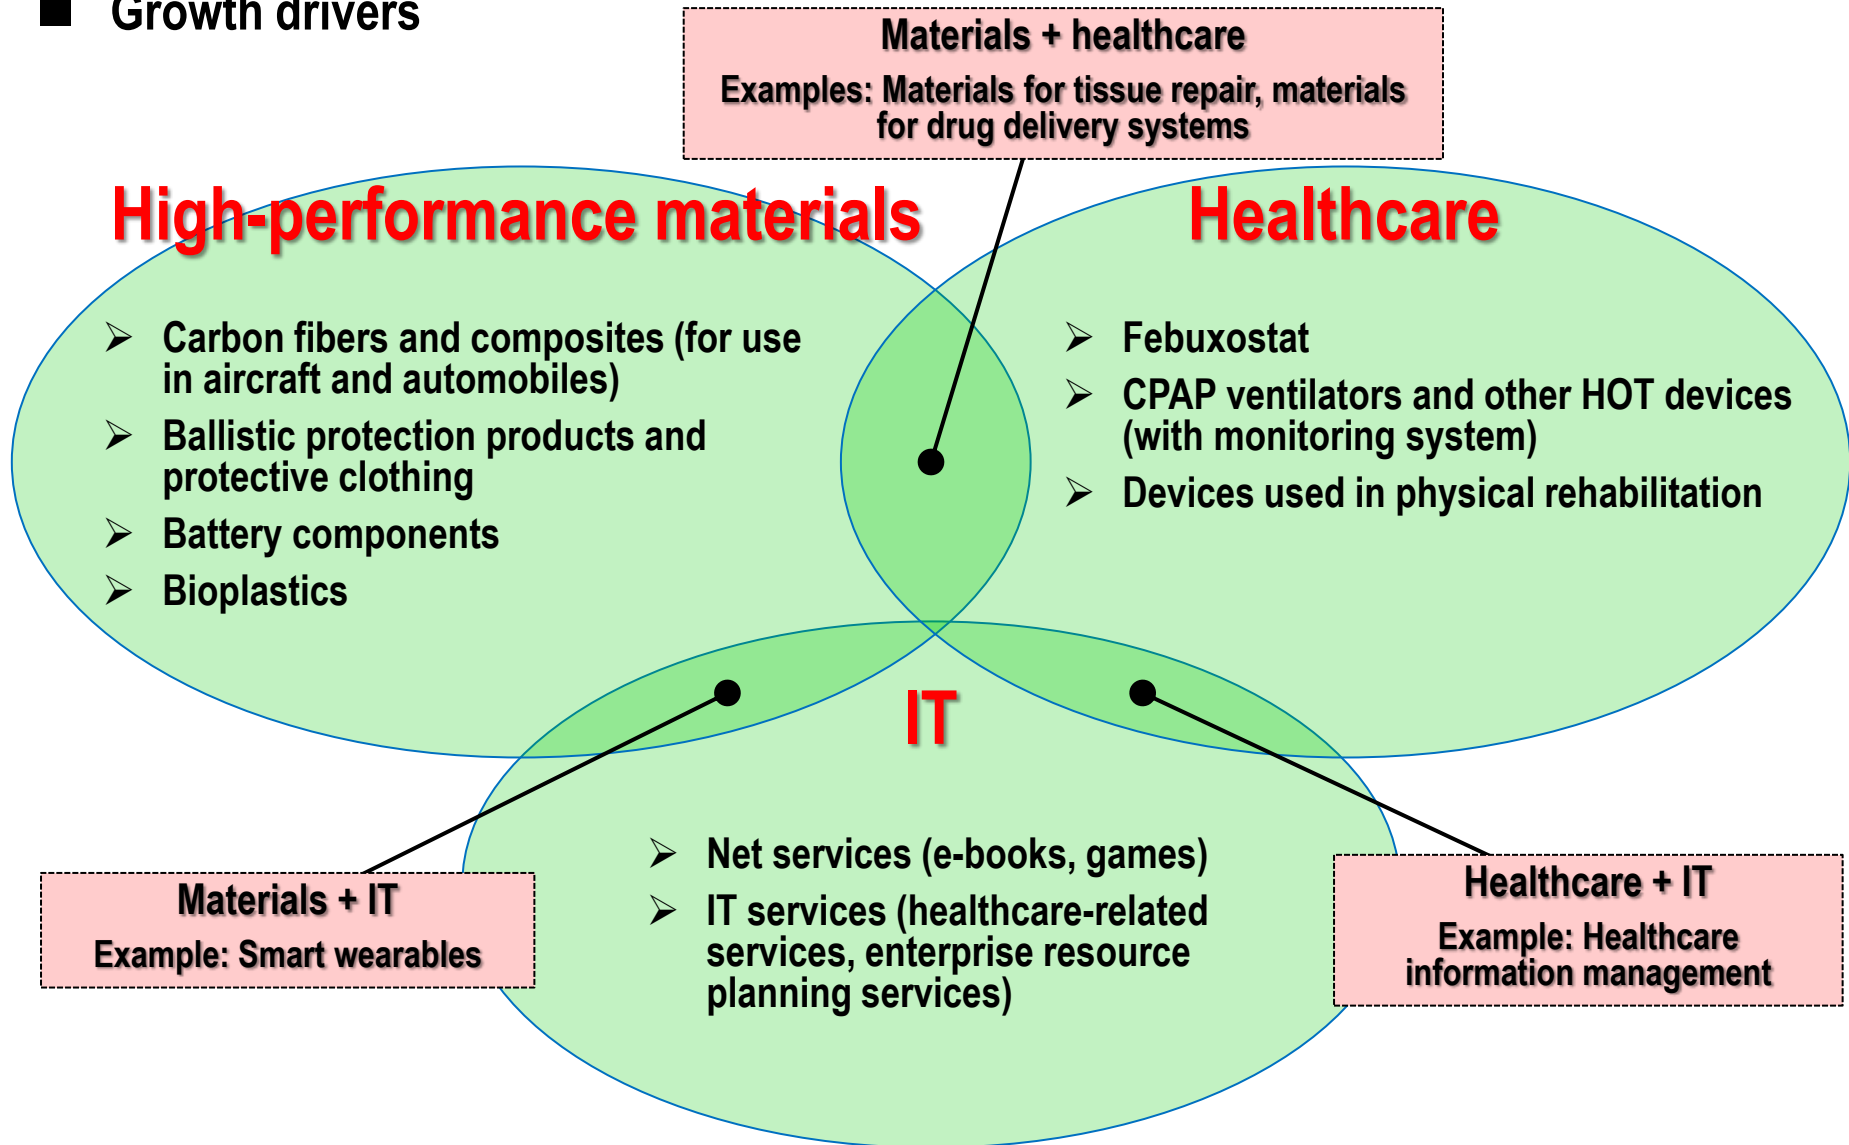 Growth drivers
Materials + healthcare
Examples: Materials for tissue repair, materials
for drug delivery systems
High-performance materials
Carbon fibers and composites (for use
in aircraft and automobiles)
Ballistic protection products and
protective clothing
Battery components
Bioplastics
Healthcare
Febuxostat
CPAP ventilators and other HOT devices
(with monitoring system)
Devices used in physical rehabilitation
IT
Net services (e-books, games)
IT services (healthcare-related
services, enterprise resource
planning services)
Materials + IT
Example: Smart wearables
Healthcare + IT
Example: Healthcare
information management